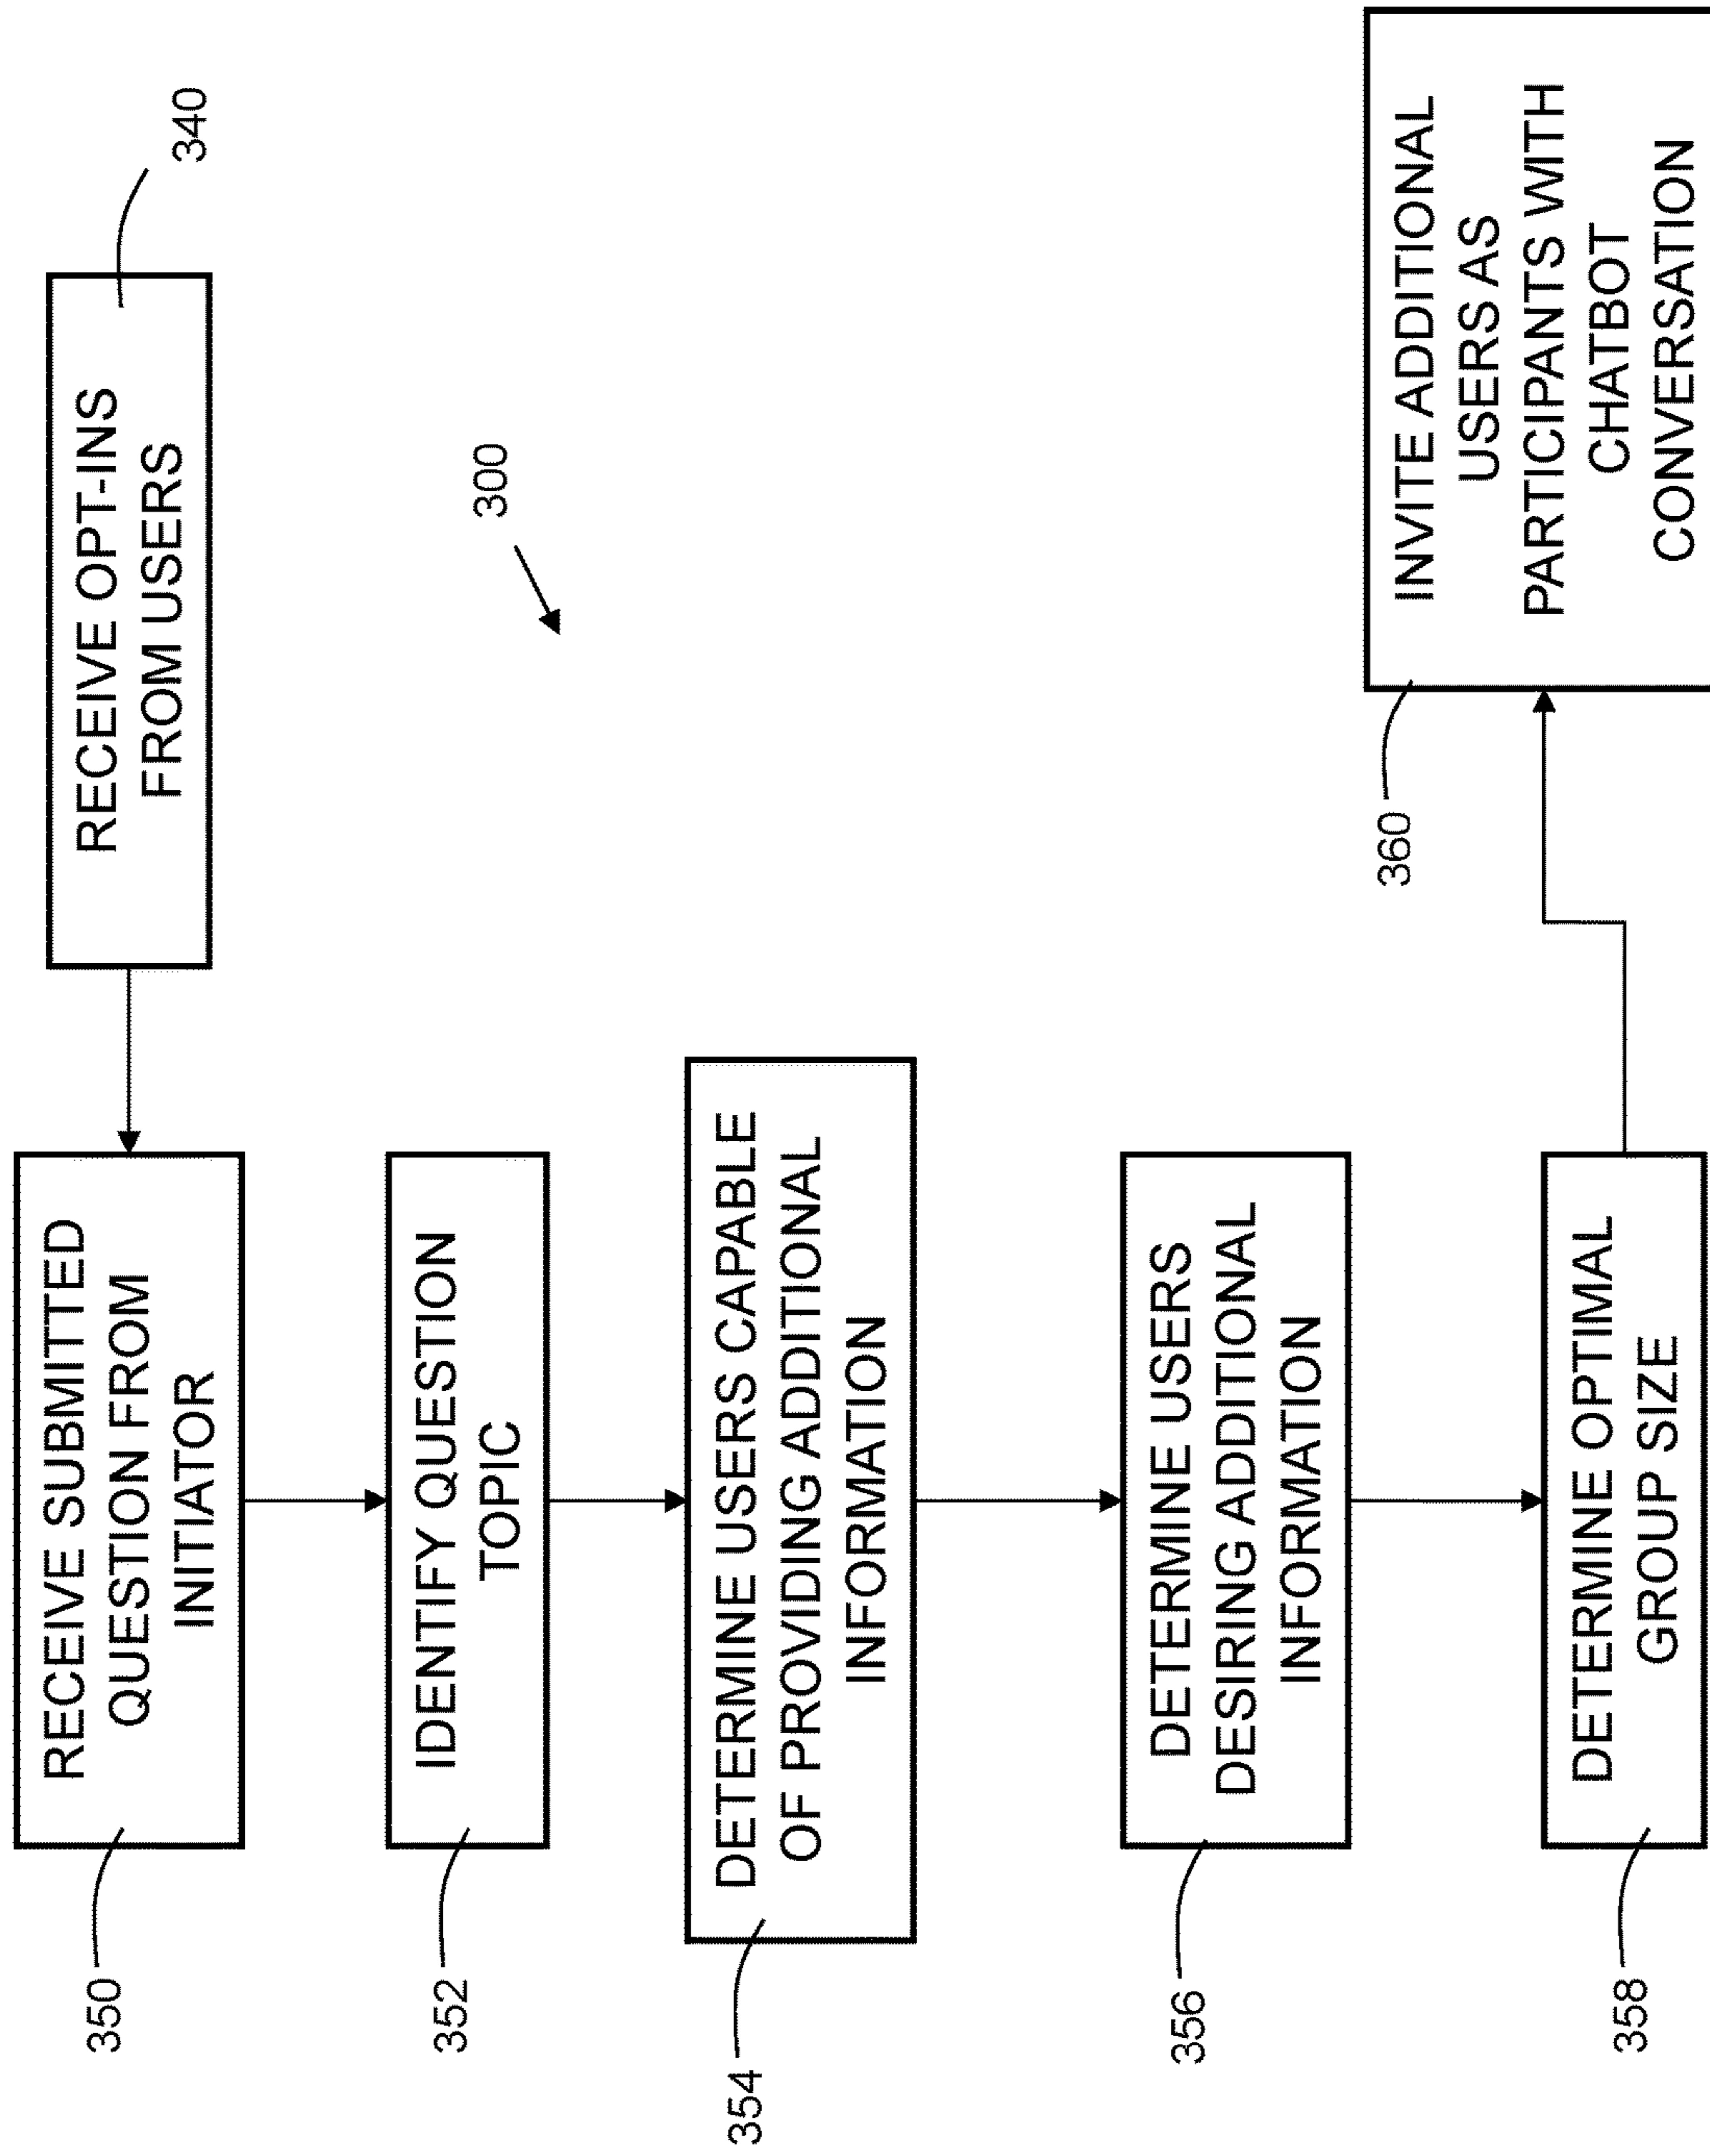 340
RECEIVE OPT-INS
FROM USERS
300
350
RECEIVE SUBMITTED
QUESTION FROM
INITIATOR
352
IDENTIFY QUESTION
TOPIC
354
DETERMINE USERS CAPABLE
OF PROVIDING ADDITIONAL
INFORMATION
356
DETERMINE USERS
DESIRING ADDITIONAL
INFORMATION
358
DETERMINE OPTIMAL
GROUP SIZE
360
INVITE ADDITIONAL
USERS AS
PARTICIPANTS WITH
CHATBOT
CONVERSATION